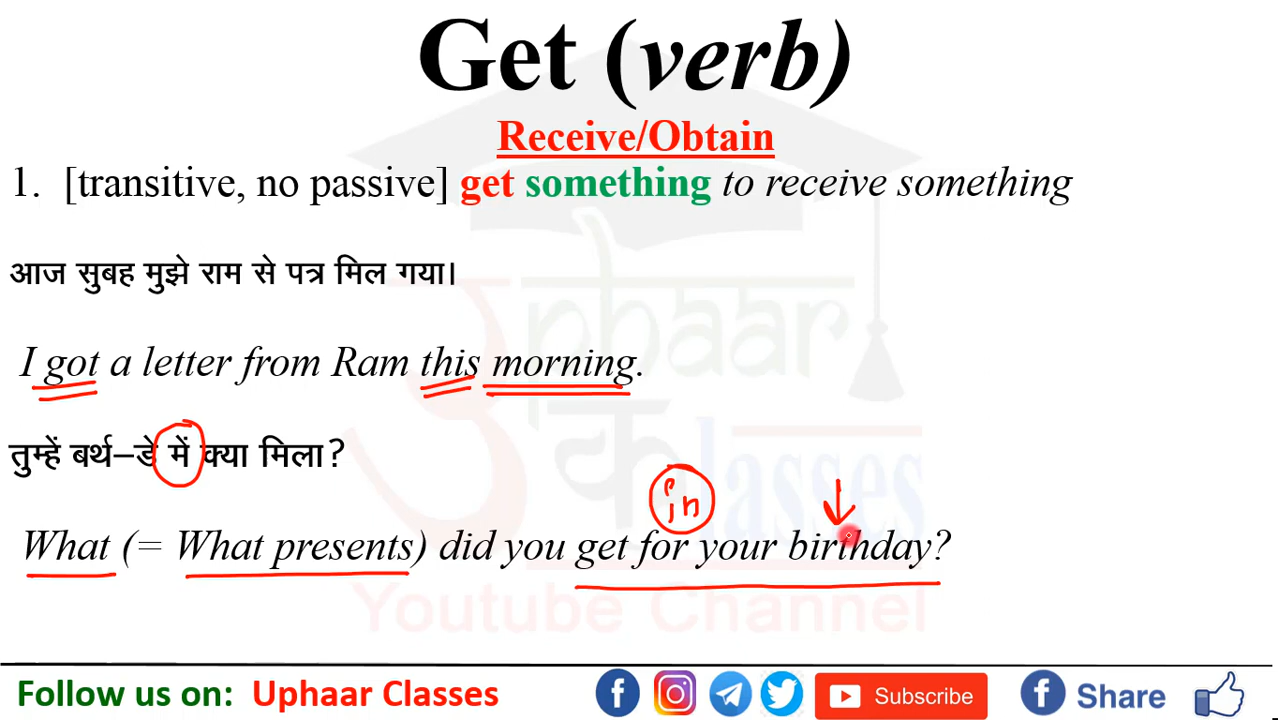 Get (verb)
Receive/Obtain
1. [transitive, no passive] get something to receive something
आज सुबह मुझे राम से पत्र मिल गया।
I got a letter from Ram this morning.
तुम्हें बर्थ–डे में क्या मिला?
in
What (= What presents) did you get for your birthday?
Uphaar
क Classes
Youtube Channel
Follow us on: Uphaar Classes
Subscribe
Share